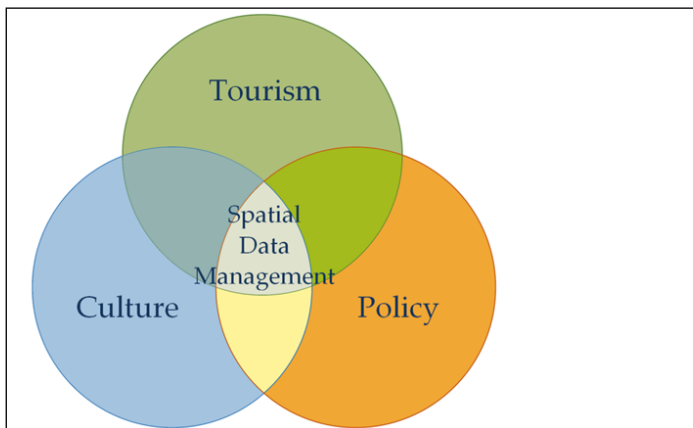 Tourism
Spatial
Data
Management
Culture
Policy